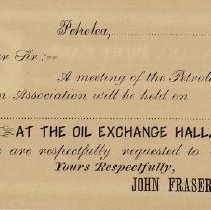 Petrolea,
ar Sir:—
A meeting of the Petrol
n Association will be held on
AT THE OIL EXCHANGE HALL,
u are respectfully requested to
Yours Respectfully,
JOHN FRASER